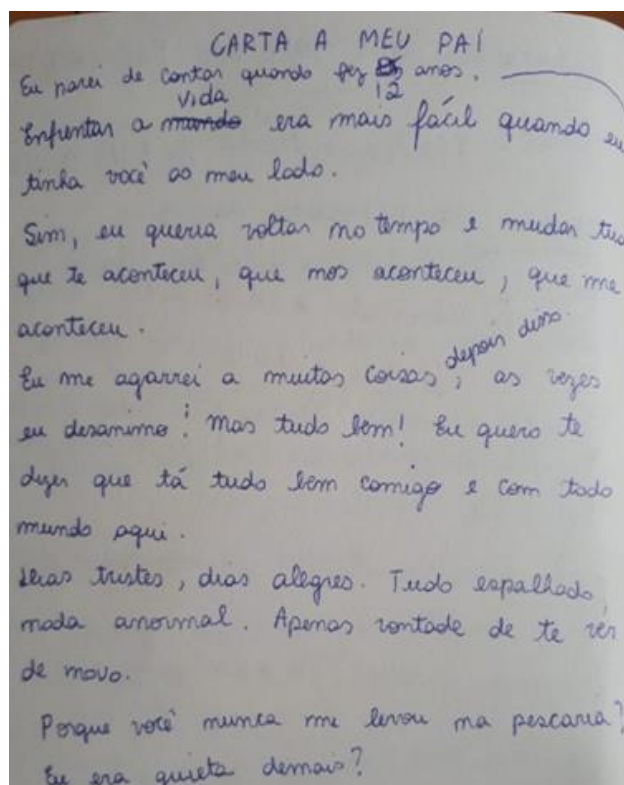 CARTA A MEU PAI
Eu parei de contar quando fez 12 anos.
Enfrentar a vida era mais fácil quando eu
tinha você ao meu lado.
Sim, eu queria voltar no tempo e mudar tudo
que te aconteceu, que nos aconteceu, que me
aconteceu.
Eu me agarrei a muitas coisas, depois disso.
as vezes
eu desanimo! Mas tudo bem! Eu quero te
dizer que tá tudo bem comigo e com todo
mundo aqui.
Dias tristes, dias alegres. Tudo espalhado,
nada anormal. Apenas vontade de te ver
de novo.
Porque você nunca me levou na pescaria?
Eu era quieta demais?